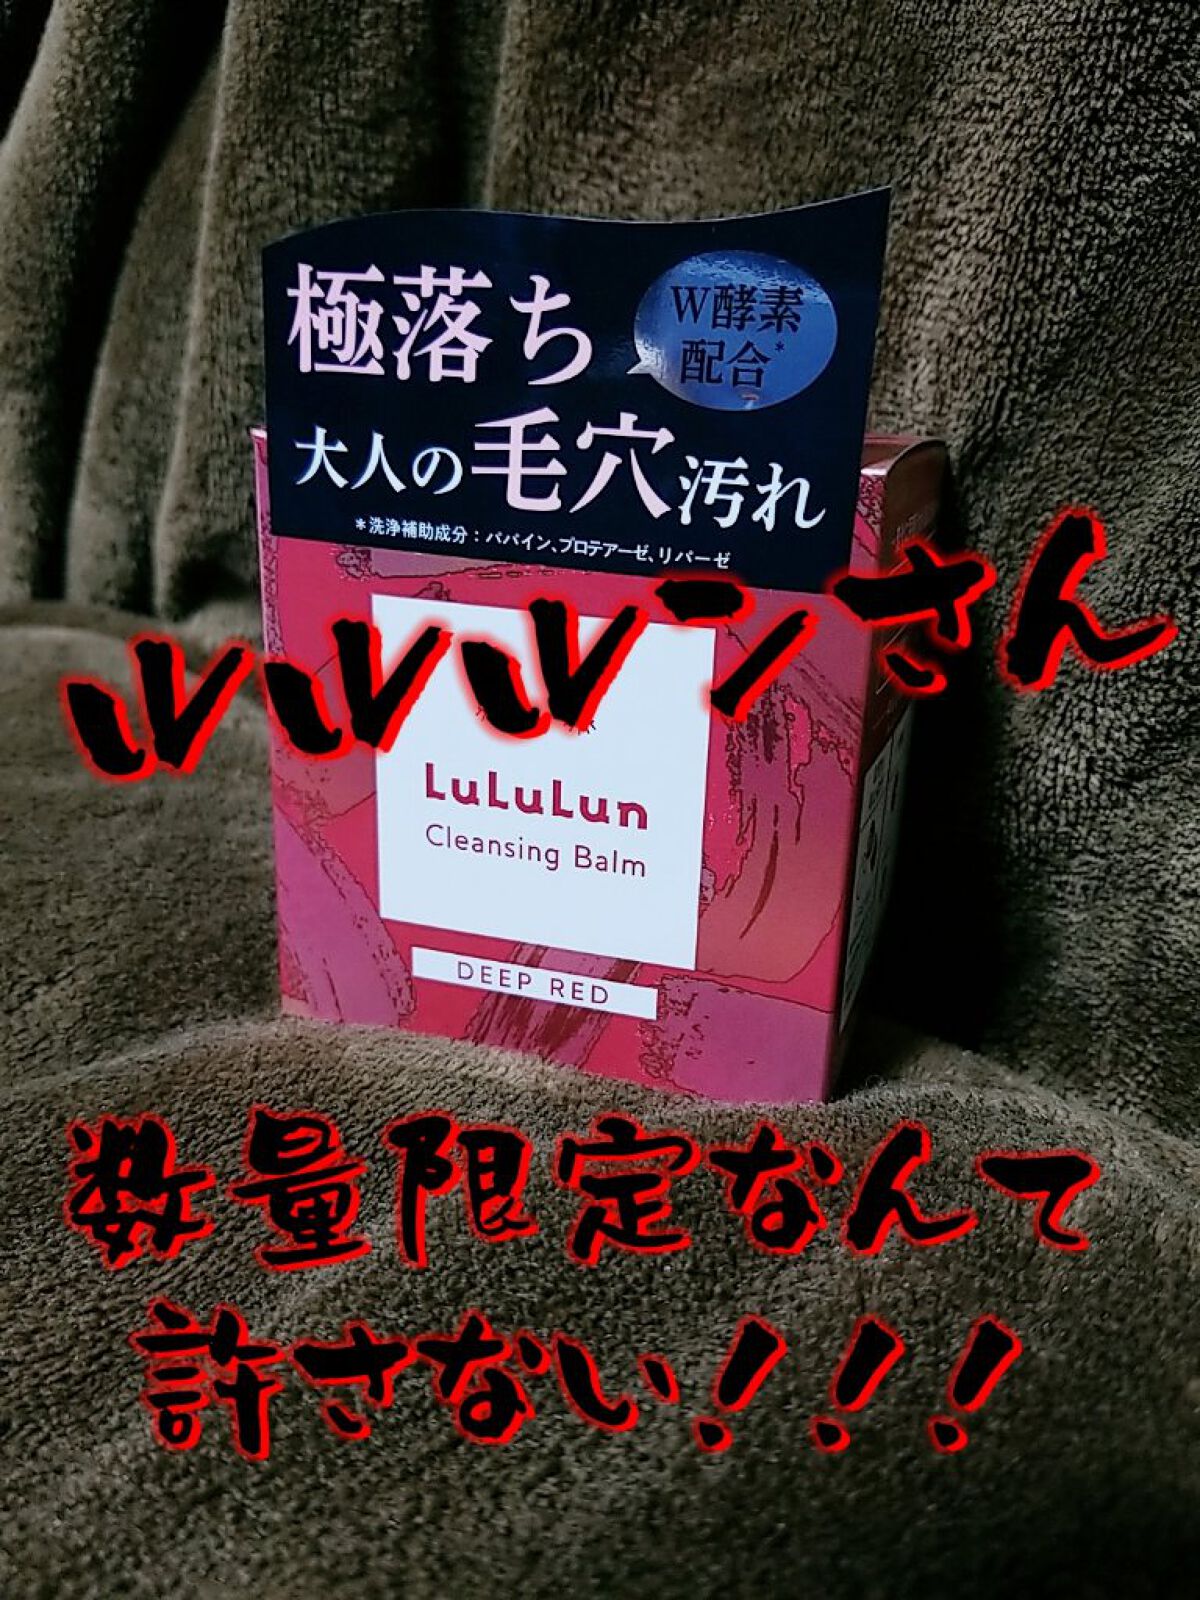 極落ち
W酵素
配合*
大人の毛穴汚れ
*洗浄補助成分：パパイン、プロテアーゼ、リパーゼ
ルルルンさん
LuLuLun
Cleansing Balm
DEEP RED
数量限定なんて
許さない！！！